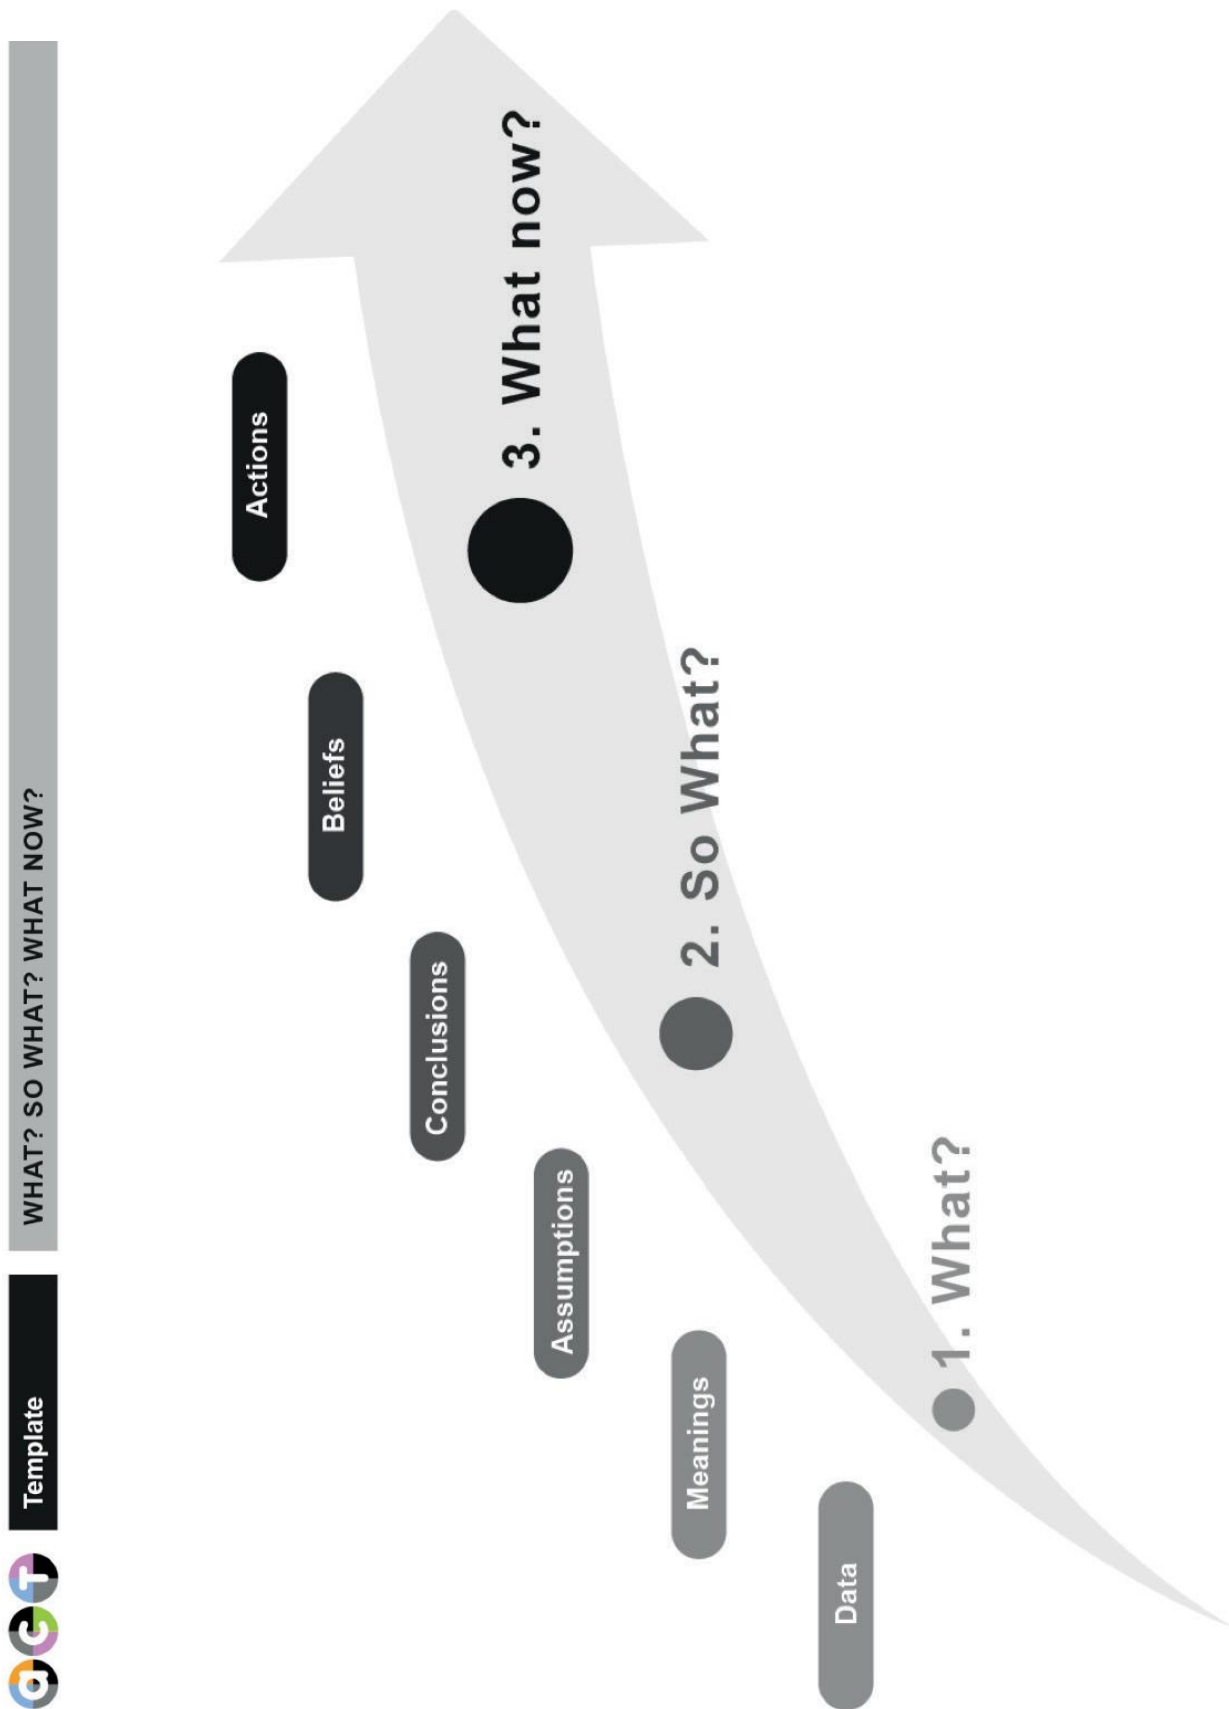 act
Template
WHAT? SO WHAT? WHAT NOW?
Actions
Beliefs
Conclusions
Assumptions
Meanings
Data
3. What now?
2. So What?
1. What?